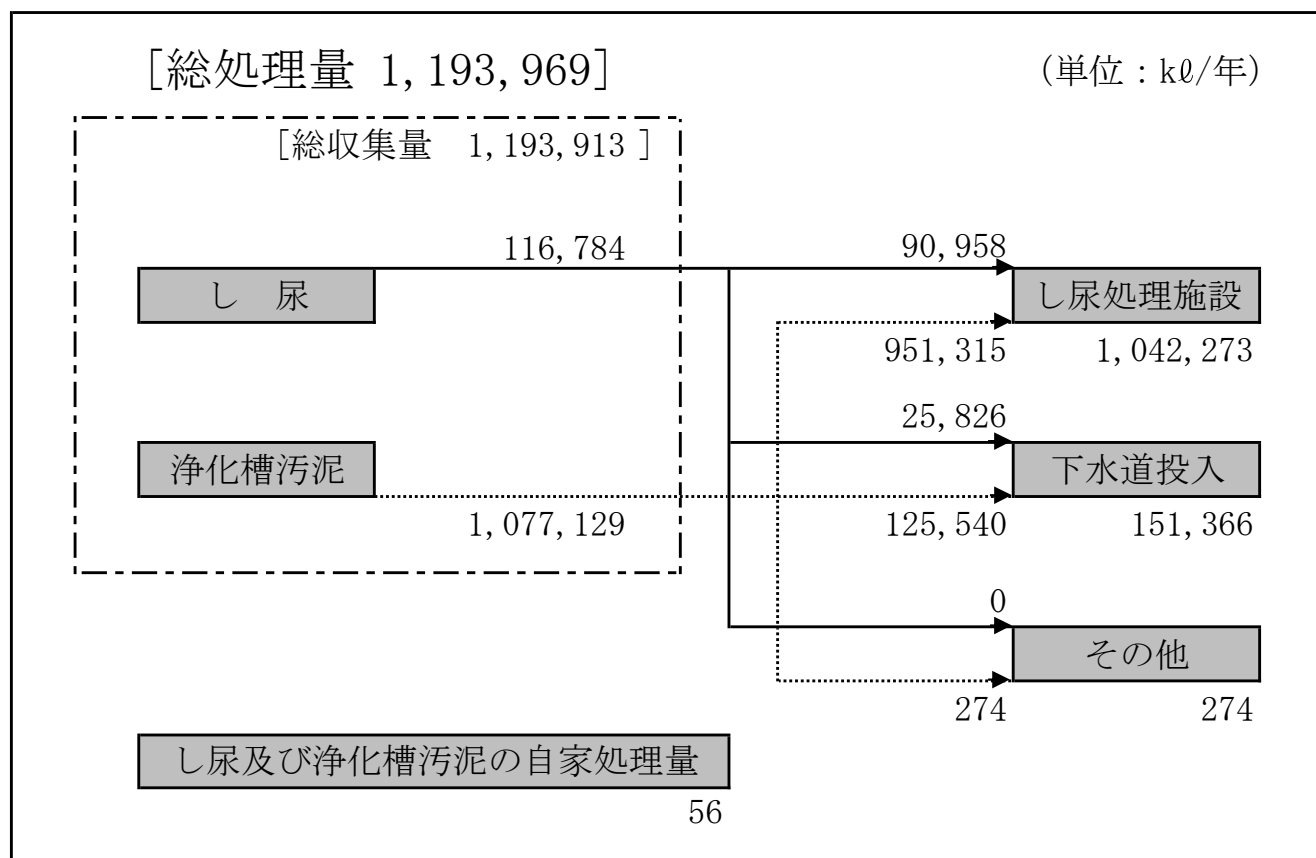 [総処理量 1,193,969] (単位：kℓ/年)
[総収集量 1,193,913 ]
116,784 90,958
し 尿 し尿処理施設
951,315 1,042,273
25,826
浄化槽汚泥 下水道投入
1,077,129 125,540 151,366
0
その他
274 274
し尿及び浄化槽汚泥の自家処理量
56